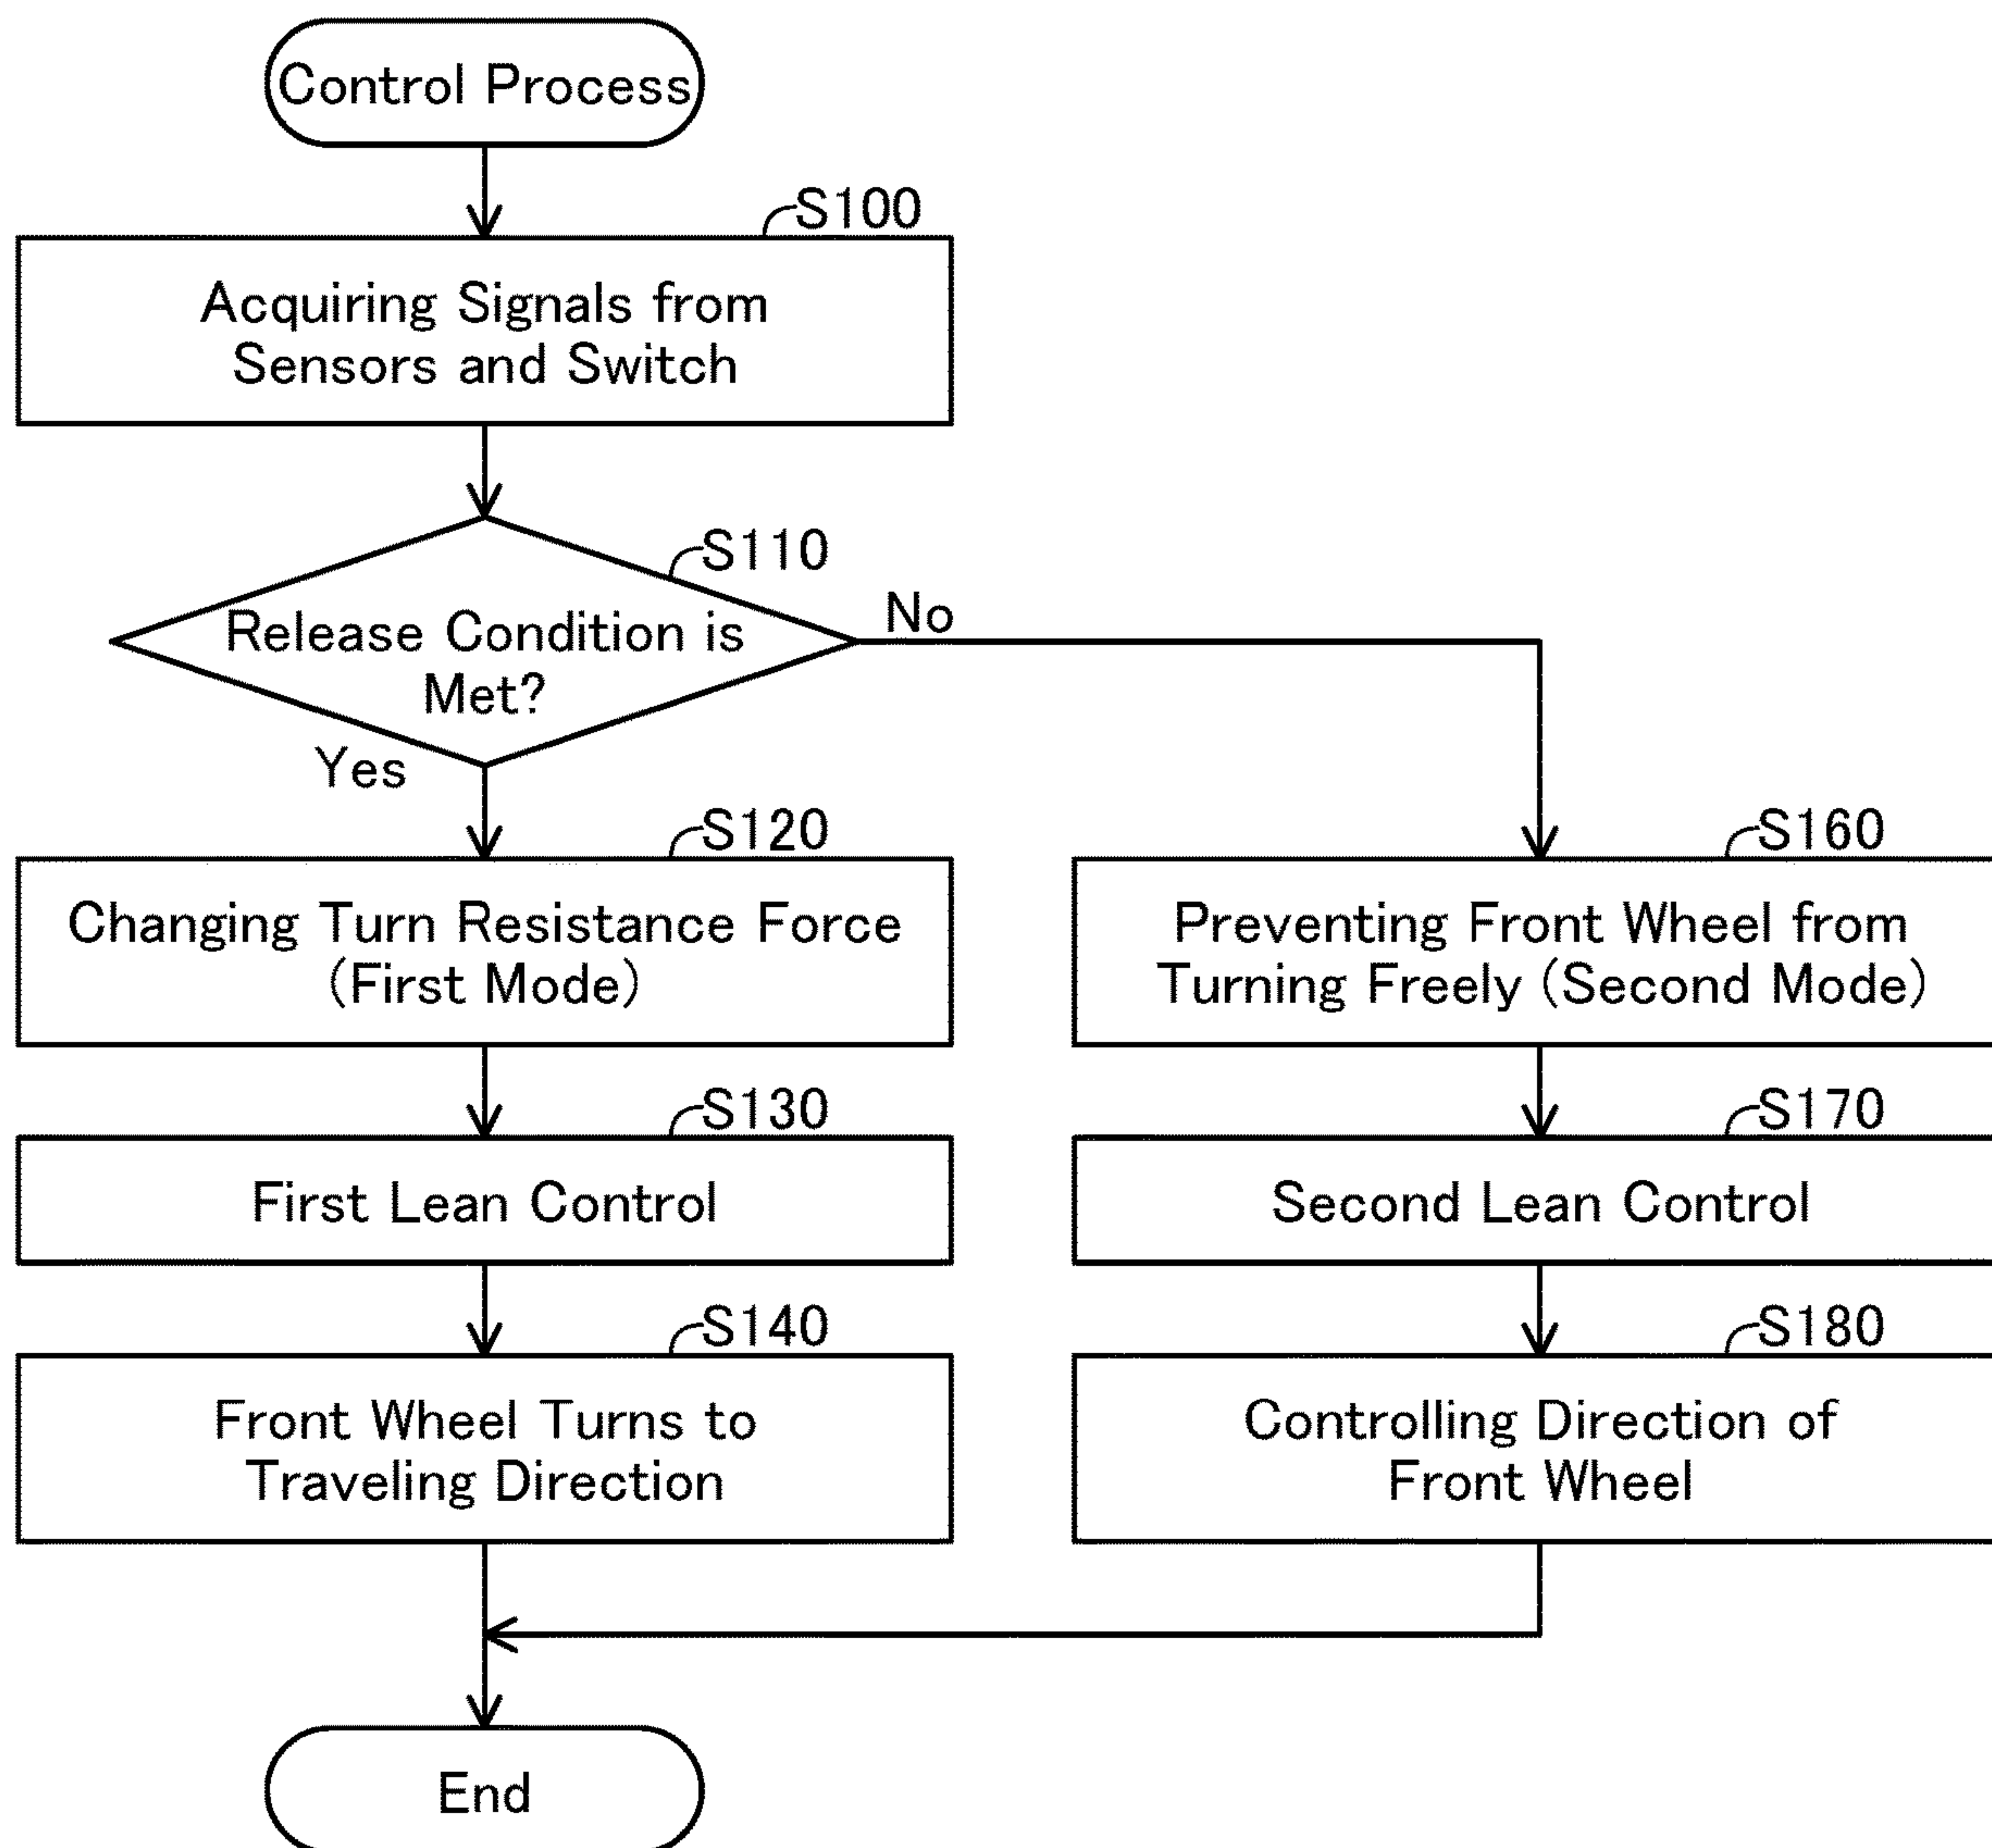 Control Process
S100
Acquiring Signals from
Sensors and Switch
S110
Release Condition is
Met?
No
Yes
S120
Changing Turn Resistance Force
(First Mode)
S160
Preventing Front Wheel from
Turning Freely (Second Mode)
S130
First Lean Control
S170
Second Lean Control
S140
Front Wheel Turns to
Traveling Direction
S180
Controlling Direction of
Front Wheel
End